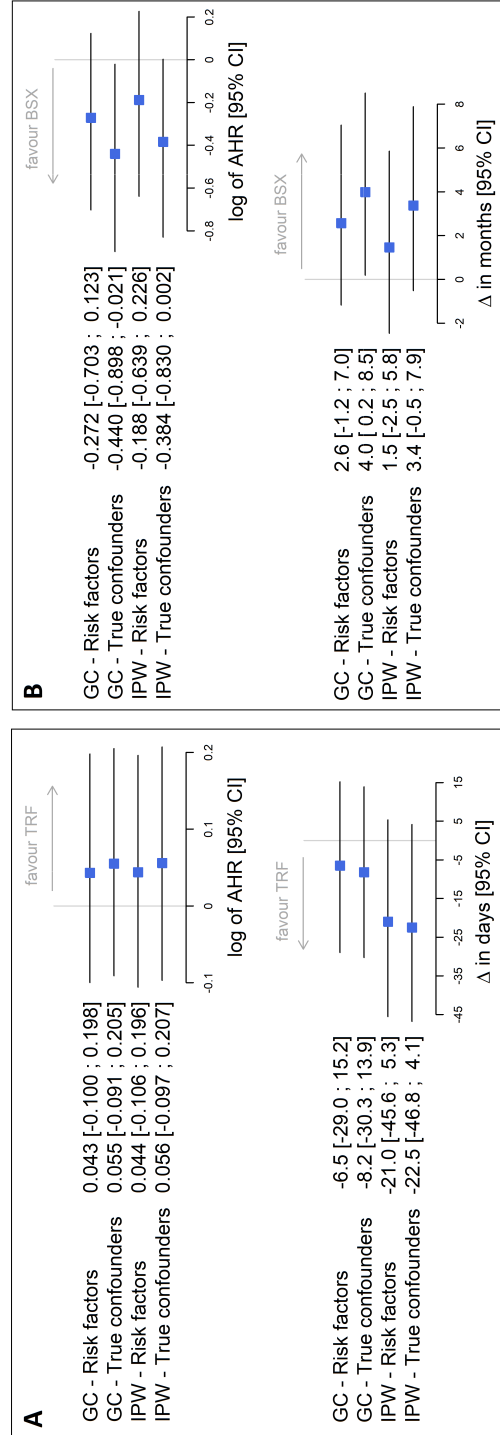 A
favour TRF
GC - Risk factors 0.043 [-0.100 ; 0.198]
GC - True confounders 0.055 [-0.091 ; 0.205]
IPW - Risk factors 0.044 [-0.106 ; 0.196]
IPW - True confounders 0.056 [-0.097 ; 0.207]
-0.1 0 0.1 0.2
log of AHR [95% CI]
favour TRF
GC - Risk factors -6.5 [-29.0 ; 15.2]
GC - True confounders -8.2 [-30.3 ; 13.9]
IPW - Risk factors -21.0 [-45.6 ; 5.3]
IPW - True confounders -22.5 [-46.8 ; 4.1]
-45 -35 -25 -15 -5 5 15
Δ in days [95% CI]
B
favour BSX
GC - Risk factors -0.272 [-0.703 ; 0.123]
GC - True confounders -0.440 [-0.898 ; -0.021]
IPW - Risk factors -0.188 [-0.639 ; 0.226]
IPW - True confounders -0.384 [-0.830 ; 0.002]
-0.8 -0.6 -0.4 -0.2 0 0.2
log of AHR [95% CI]
favour BSX
GC - Risk factors 2.6 [-1.2 ; 7.0]
GC - True confounders 4.0 [ 0.2 ; 8.5]
IPW - Risk factors 1.5 [-2.5 ; 5.8]
IPW - True confounders 3.4 [-0.5 ; 7.9]
-2 0 2 4 6 8
Δ in months [95% CI]